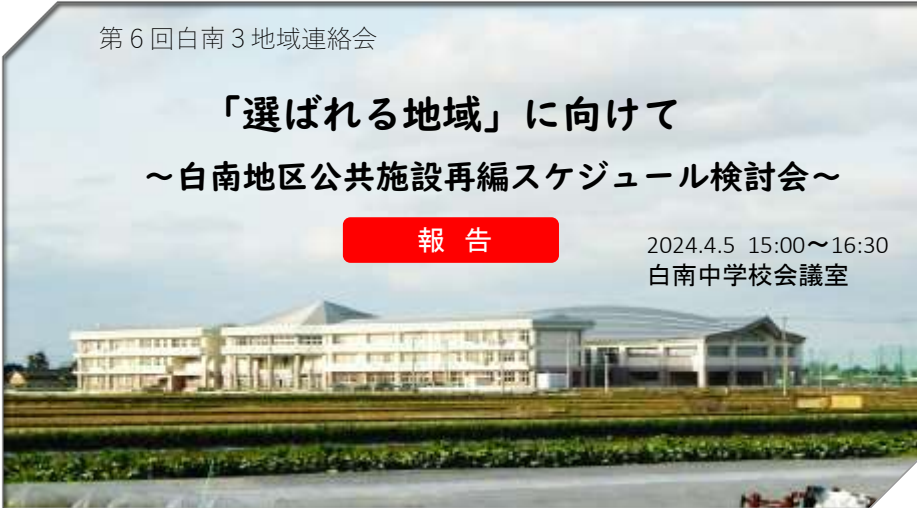 第6回白南3地域連絡会
「選ばれる地域」に向けて
～白南地区公共施設再編スケジュール検討会～
報 告
2024.4.5 15:00～16:30
白南中学校会議室